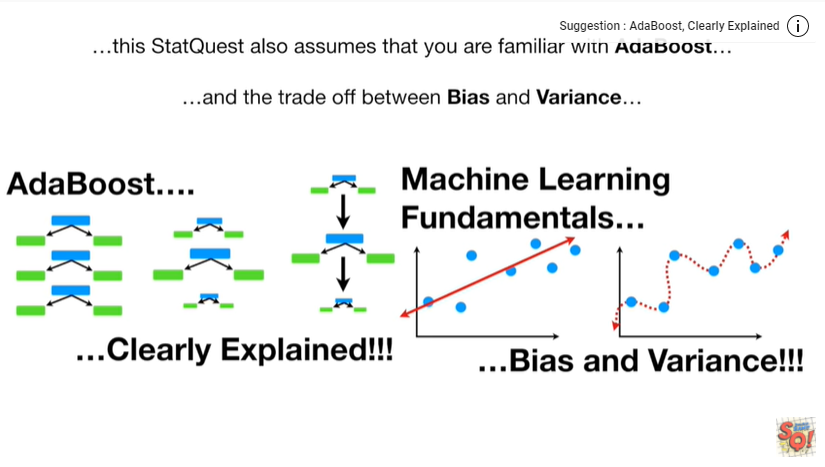 Suggestion : AdaBoost, Clearly Explained
...this StatQuest also assumes that you are familiar with AdaBoost...
...and the trade off between Bias and Variance...
AdaBoost....
...Clearly Explained!!!
Machine Learning
Fundamentals...
...Bias and Variance!!!
SQ!